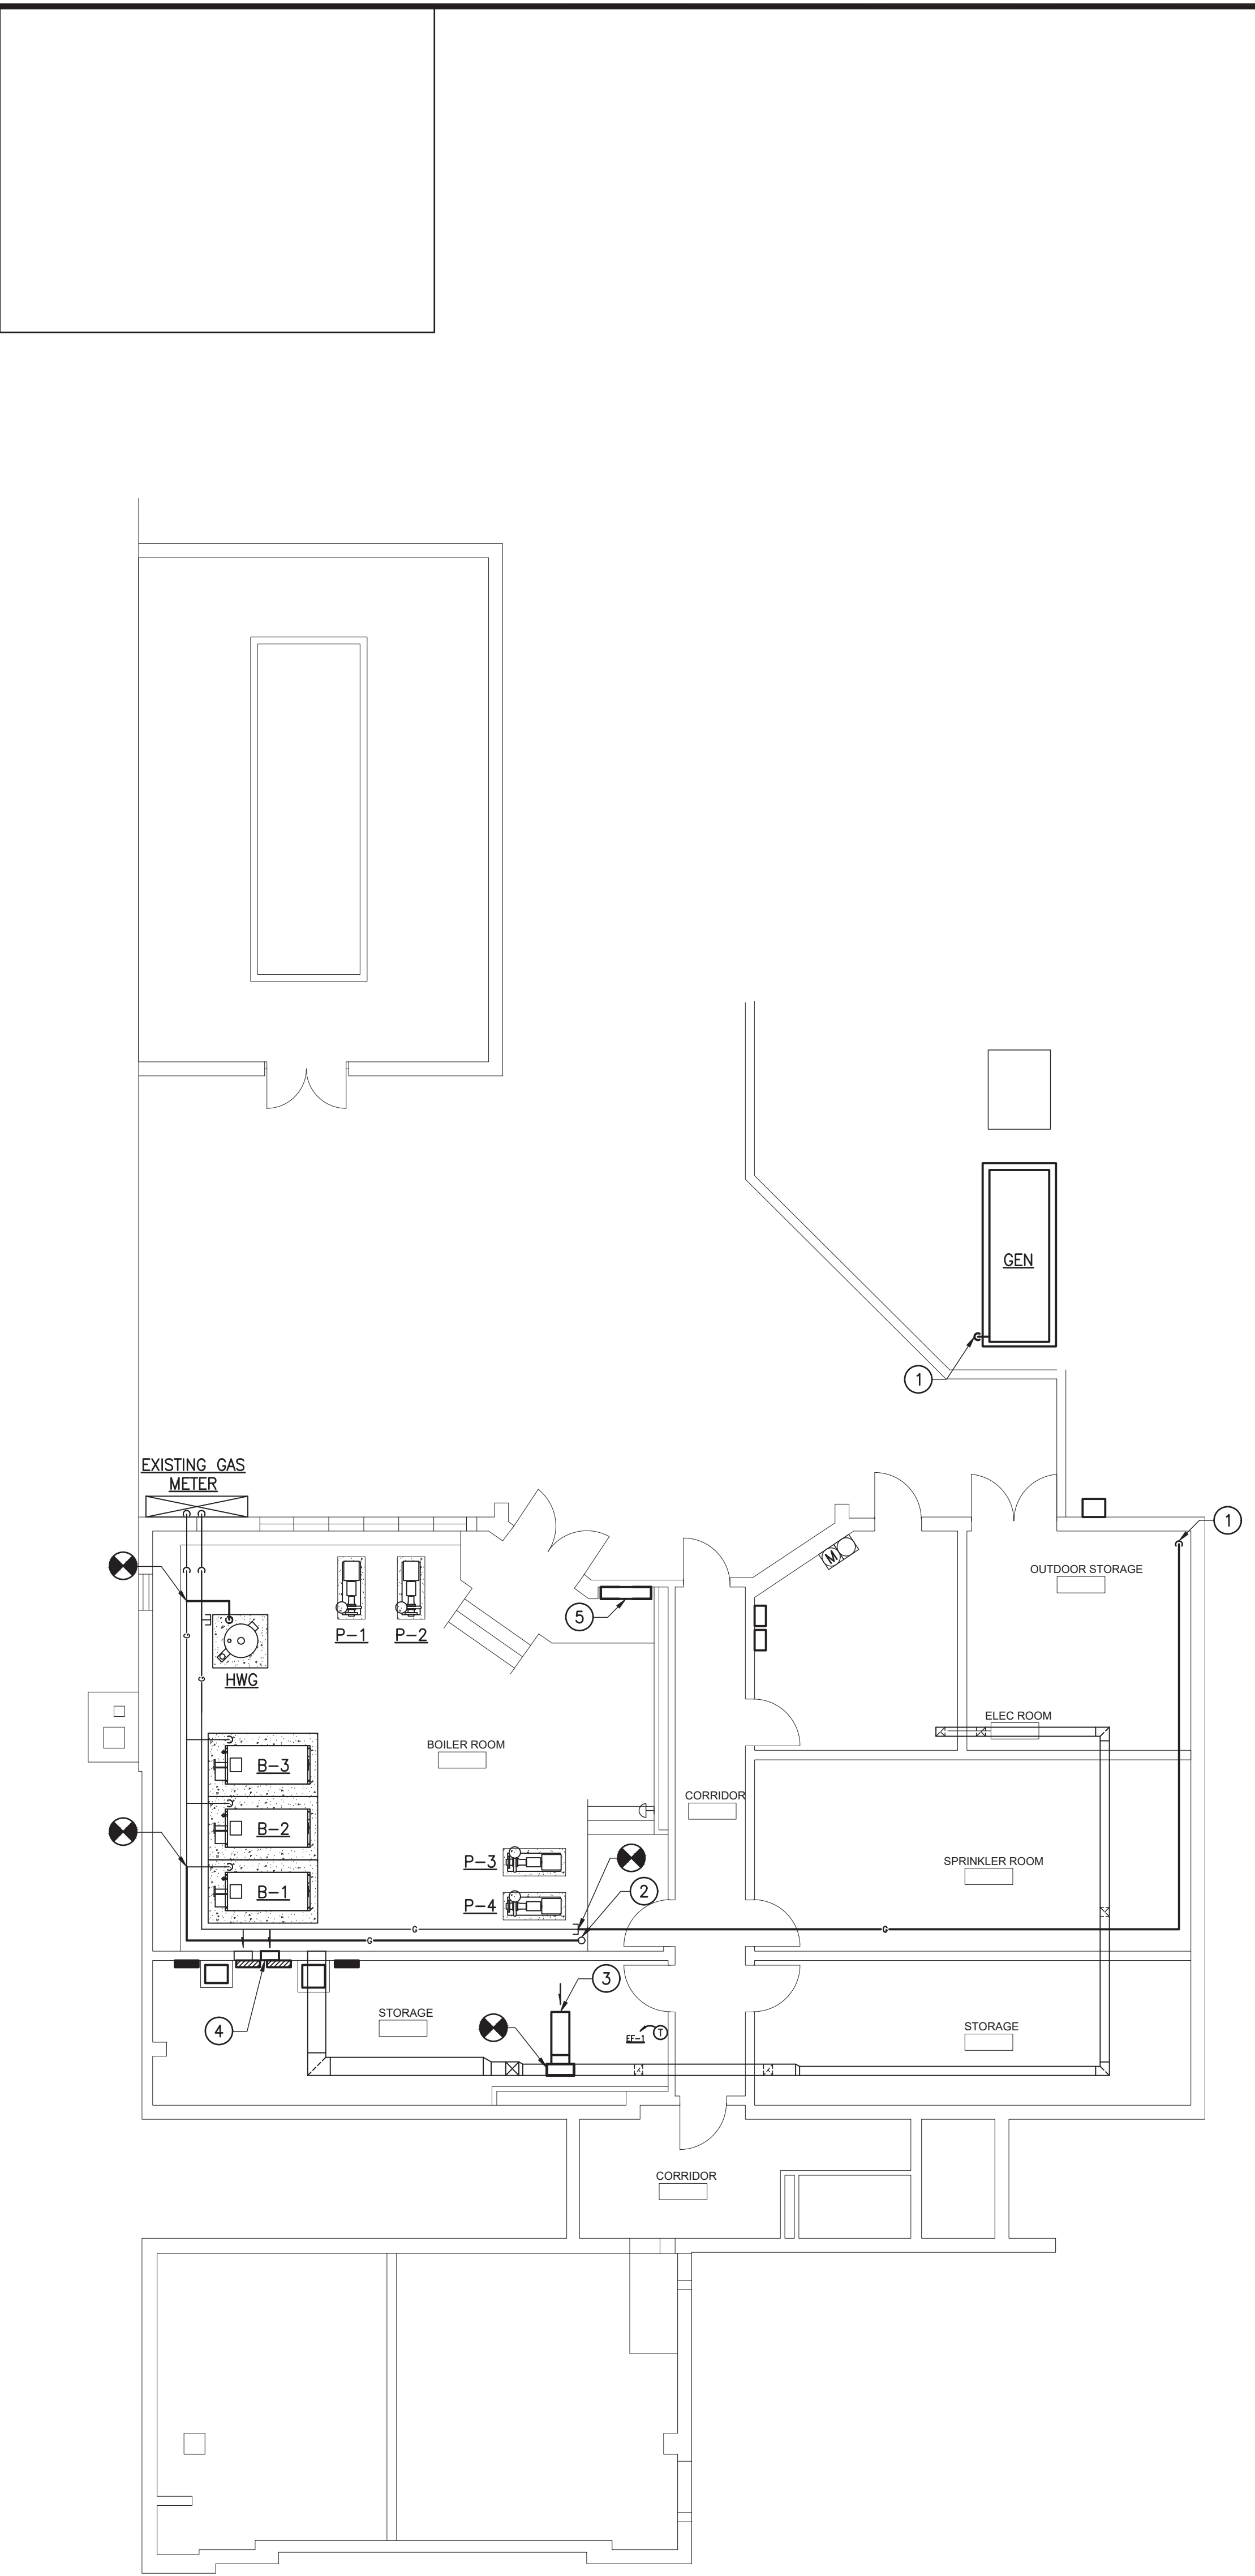 GEN
1
EXISTING GAS
METER
1
OUTDOOR STORAGE
M
5
P-1
P-2
G
HWG
G
ELEC ROOM
BOILER ROOM
B-3
CORRIDOR
B-2
SPRINKLER ROOM
P-3
2
B-1
P-4
G
G
G
3
STORAGE
4
EF-1
T
STORAGE
CORRIDOR